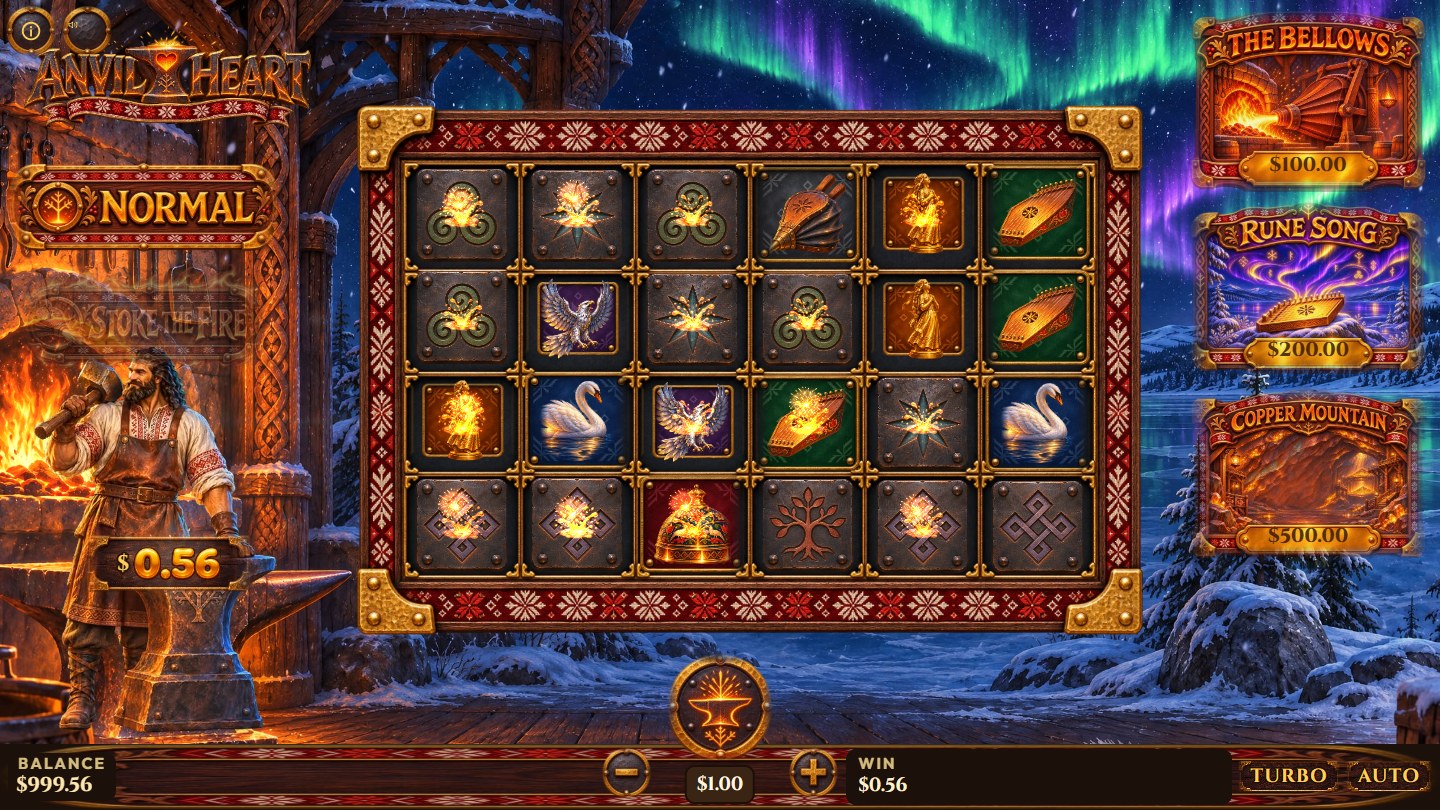 ANVIL HEART
NORMAL
STOKE THE FIRE
$0.56
THE BELLOWS
$100.00
RUNE SONG
$200.00
COPPER MOUNTAIN
$500.00
BALANCE
$999.56
$1.00
WIN
$0.56
TURBO
AUTO